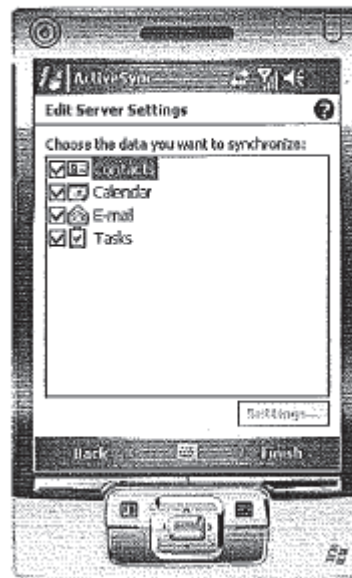 ActiveSync
Edit Server Settings
?
Choose the data you want to synchronize:
Contacts
Calendar
E-mail
Tasks
Settings...
Back
Finish